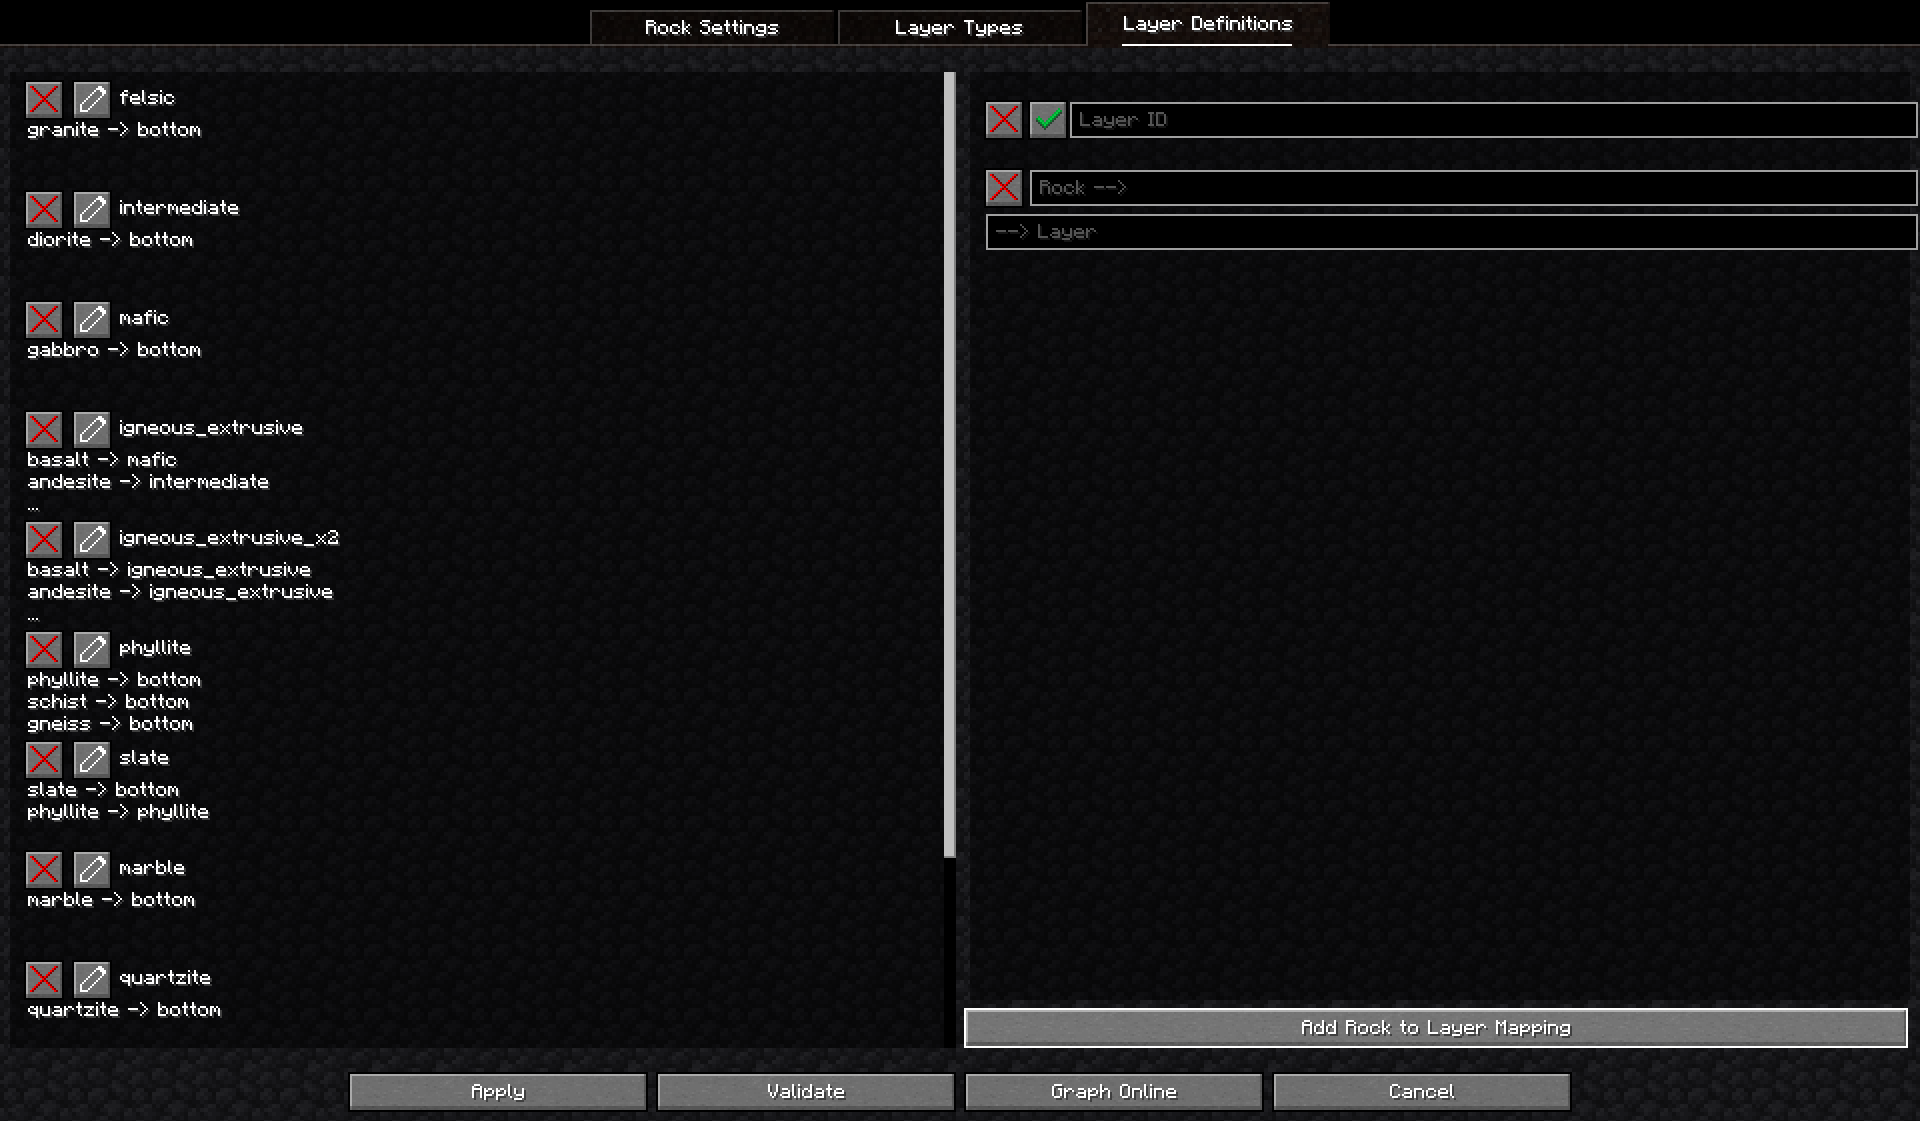 Rock Settings
Layer Types
Layer Definitions
felsic
granite -> bottom
intermediate
diorite -> bottom
mafic
gabbro -> bottom
igneous_extrusive
basalt -> mafic
andesite -> intermediate
...
igneous_extrusive_x2
basalt -> igneous_extrusive
andesite -> igneous_extrusive
...
phyllite
phyllite -> bottom
schist -> bottom
gneiss -> bottom
slate
slate -> bottom
phyllite -> phyllite
marble
marble -> bottom
quartzite
quartzite -> bottom
Layer ID
Rock -->
--> Layer
Add Rock to Layer Mapping
Apply
Validate
Graph Online
Cancel